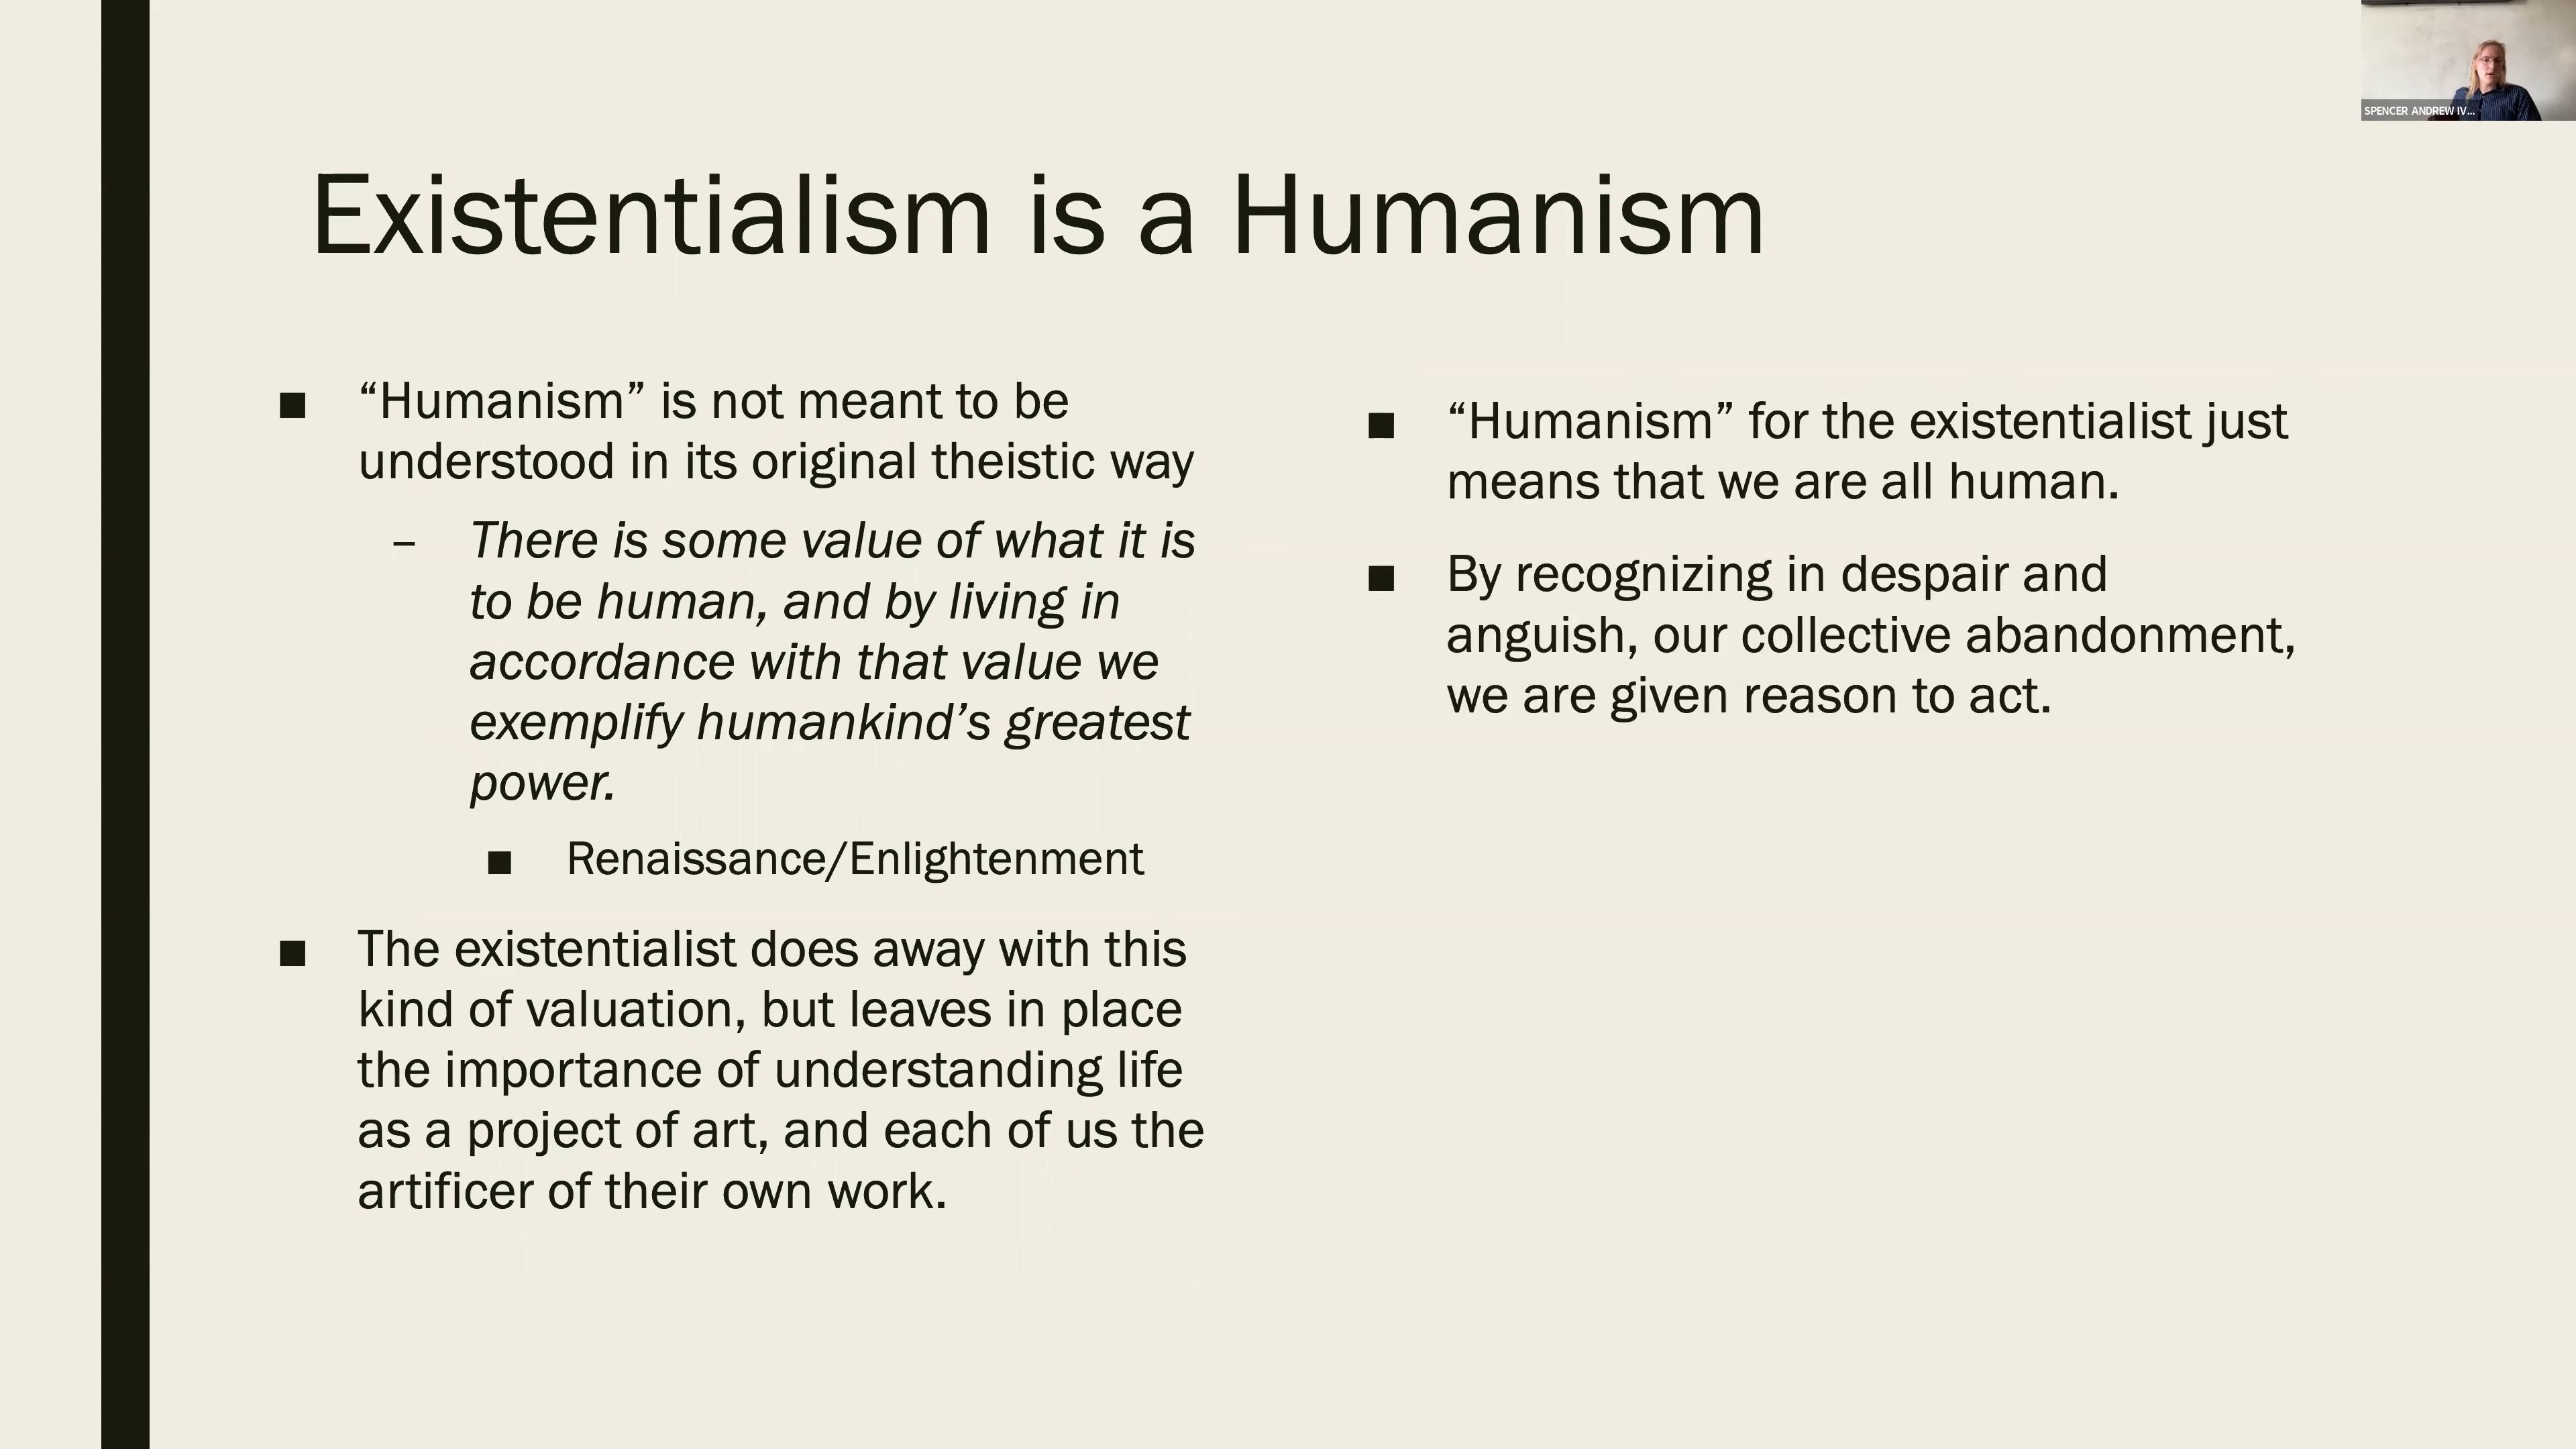 SPENCER ANDREW IV...
Existentialism is a Humanism
■ “Humanism” is not meant to be
understood in its original theistic way
– There is some value of what it is
to be human, and by living in
accordance with that value we
exemplify humankind’s greatest
power.
■ Renaissance/Enlightenment
■ The existentialist does away with this
kind of valuation, but leaves in place
the importance of understanding life
as a project of art, and each of us the
artificer of their own work.
■ “Humanism” for the existentialist just
means that we are all human.
■ By recognizing in despair and
anguish, our collective abandonment,
we are given reason to act.